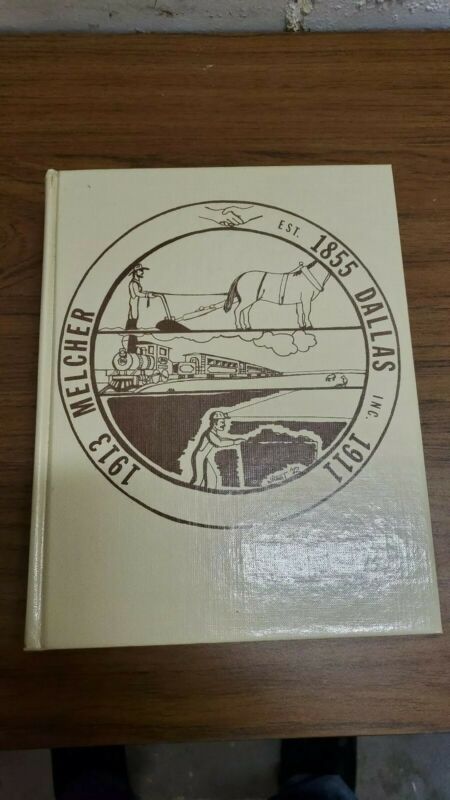 EST. 1855 DALLAS INC. 1911
1913 MELCHER